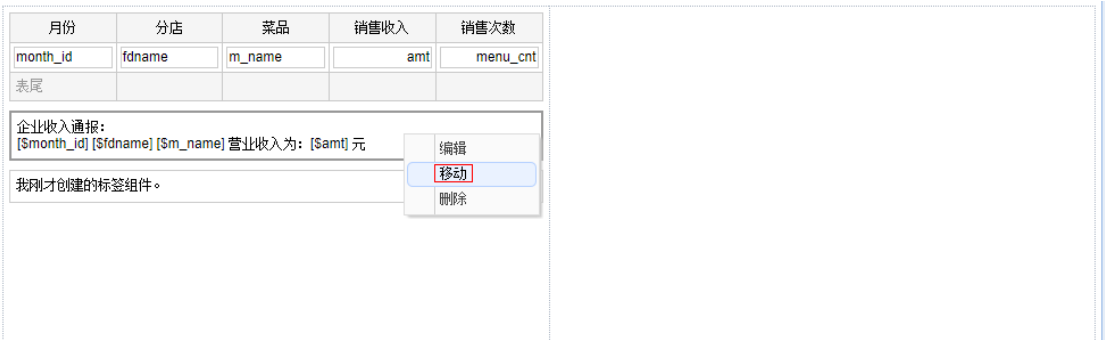 月份 分店 菜品 销售收入 销售次数
month_id fdname m_name amt menu_cnt
表尾
企业收入通报：
[$month_id] [$fdname] [$m_name] 营业收入为：[$amt] 元
编辑
移动
我刚才创建的标签组件。
删除